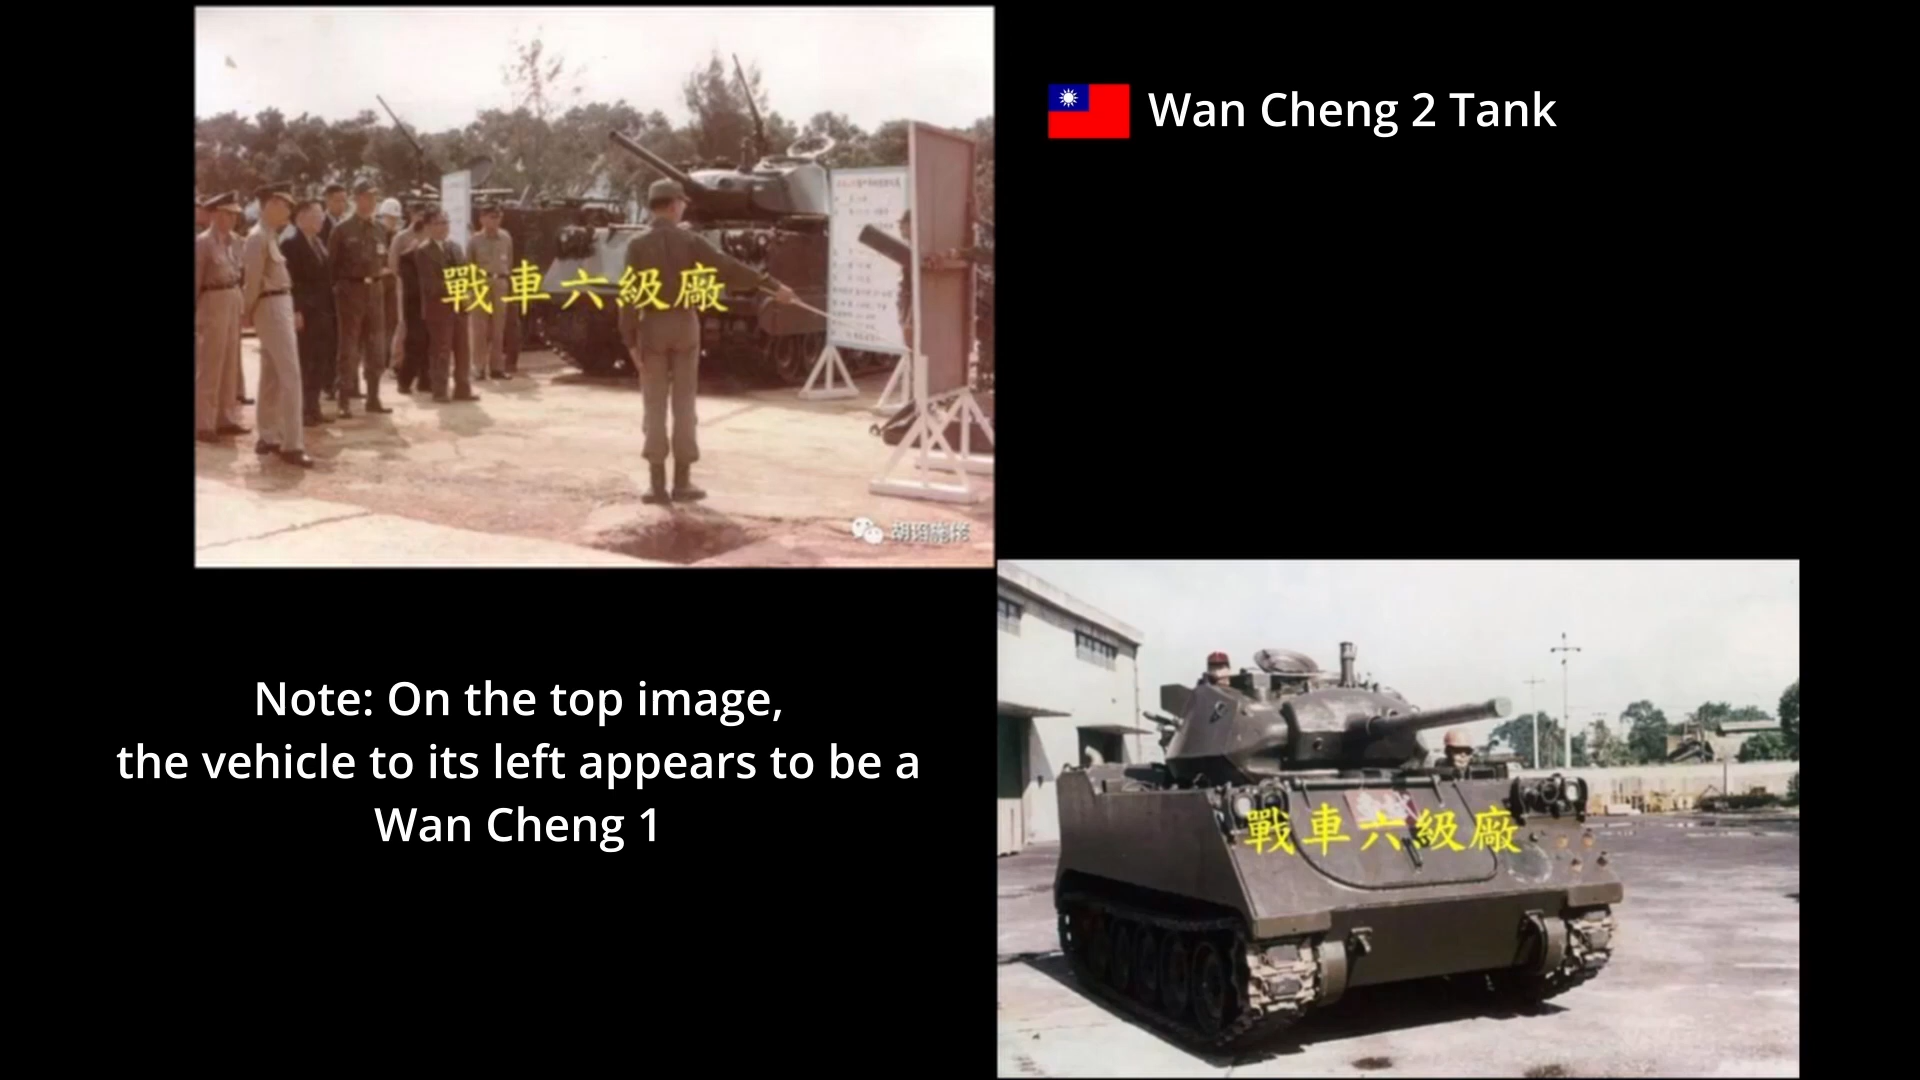 戰車六級廠
Wan Cheng 2 Tank
Note: On the top image,
the vehicle to its left appears to be a
Wan Cheng 1
戰車六級廠